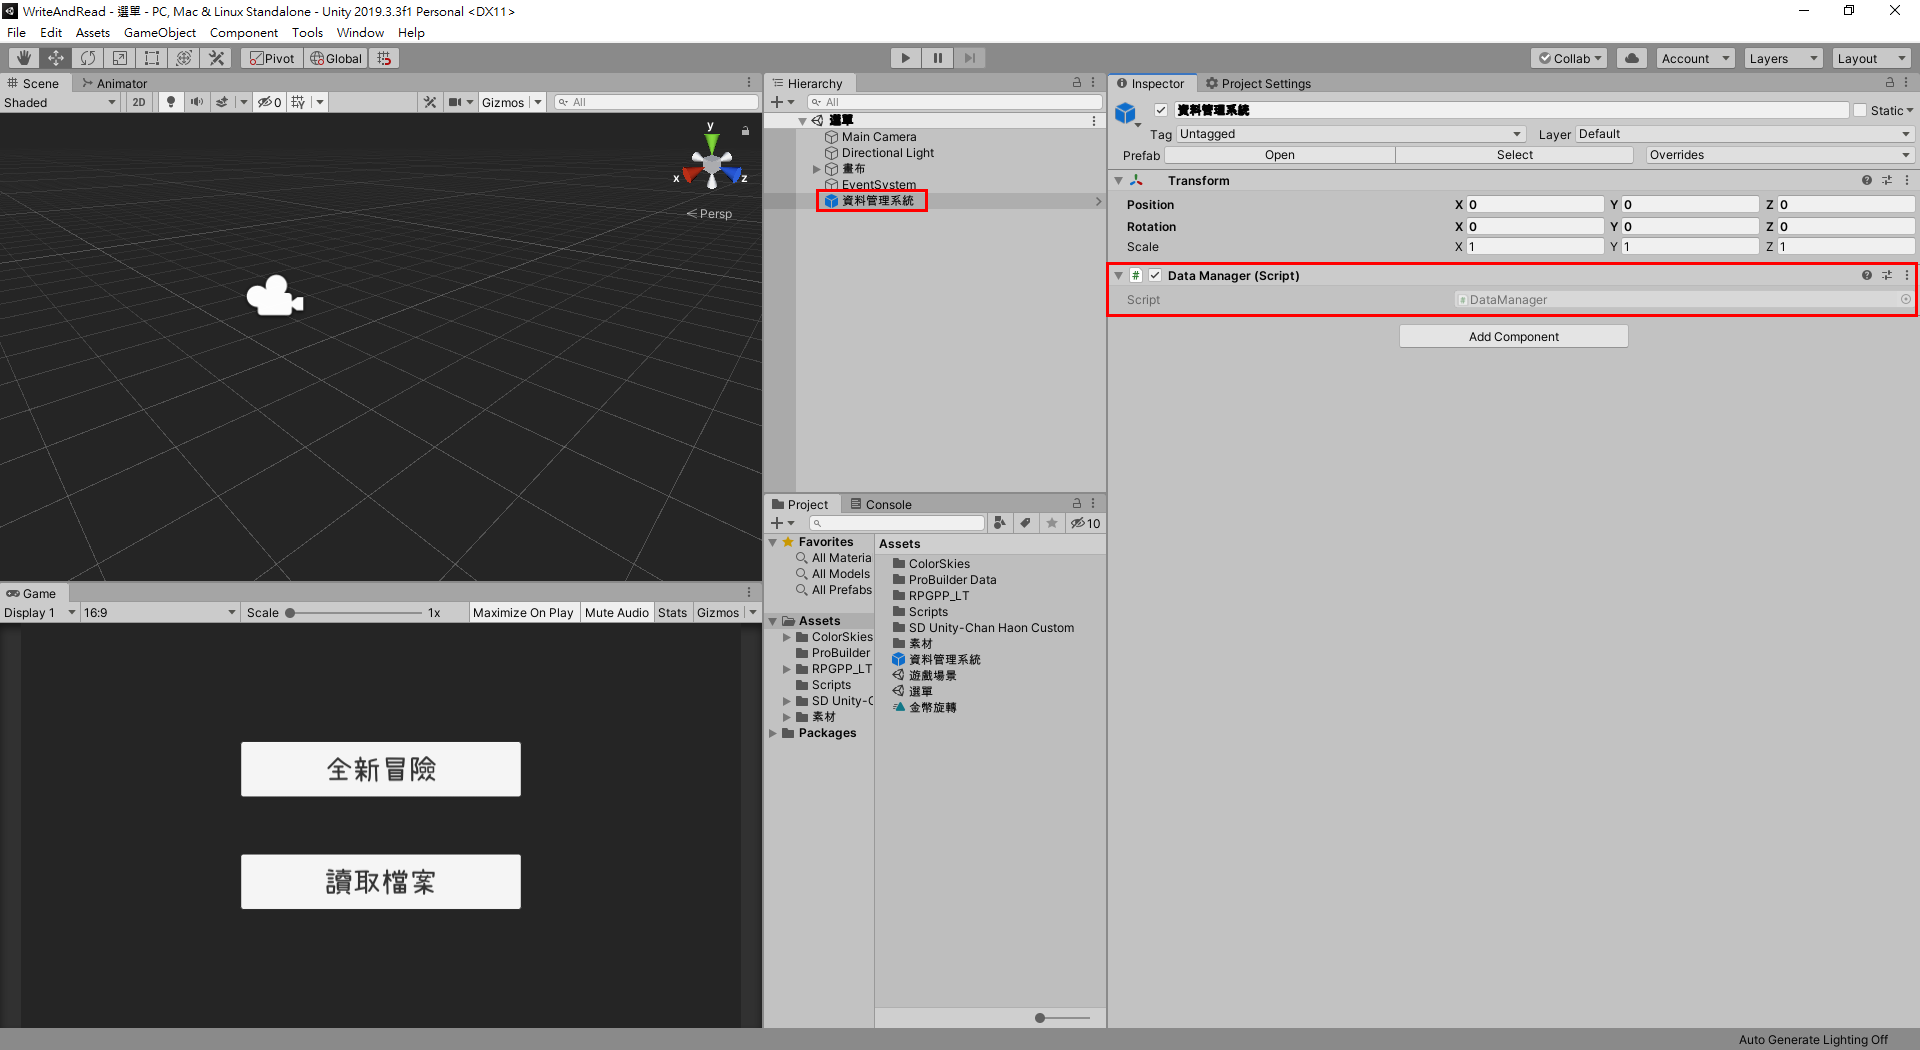 WriteAndRead - 選單 - PC, Mac & Linux Standalone - Unity 2019.3.3f1 Personal <DX11>
File Edit Assets GameObject Component Tools Window Help
Pivot Global Collab Account Layers Layout
Scene Animator
Shaded 2D 0 Gizmos All
y
x z
Persp
Game
Display 1 16:9 Scale 1x Maximize On Play Mute Audio Stats Gizmos
全新冒險
讀取檔案
Hierarchy
All
選單
Main Camera
Directional Light
畫布
EventSystem
資料管理系統
Project Console
10
Favorites
All Materia
All Models
All Prefabs
Assets
ColorSkies
ProBuilder
RPGPP_LT
Scripts
SD Unity-C
素材
Packages
Assets
ColorSkies
ProBuilder Data
RPGPP_LT
Scripts
SD Unity-Chan Haon Custom
素材
資料管理系統
遊戲場景
選單
金幣旋轉
Inspector Project Settings
資料管理系統 Static
Tag Untagged Layer Default
Prefab Open Select Overrides
Transform
Position X 0 Y 0 Z 0
Rotation X 0 Y 0 Z 0
Scale X 1 Y 1 Z 1
# Data Manager (Script)
Script DataManager
Add Component
Auto Generate Lighting Off